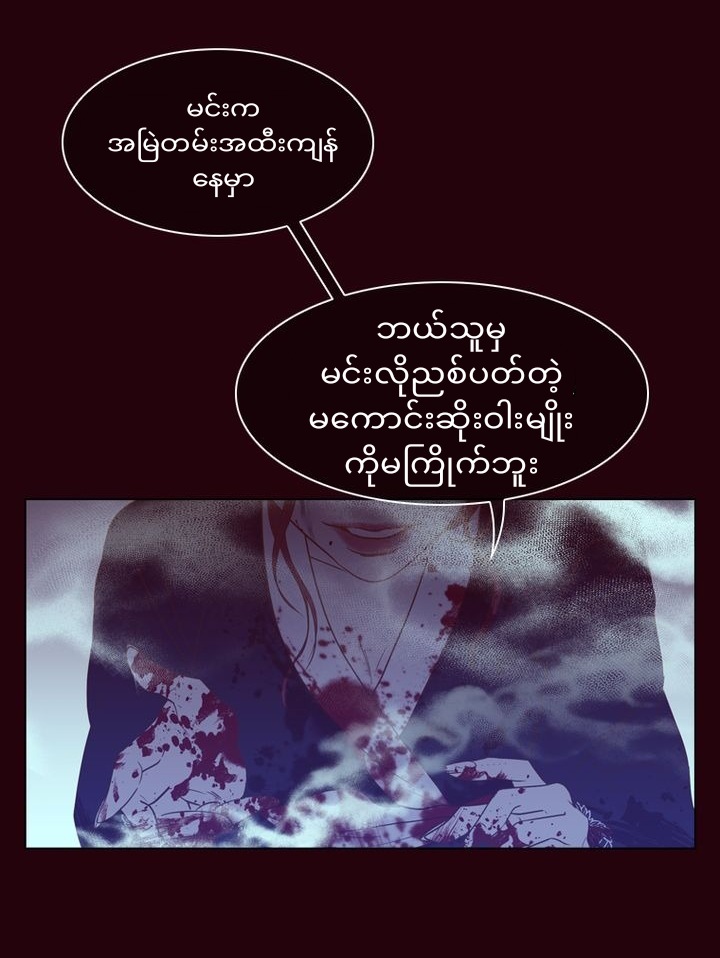 မင်းက
အမြဲတမ်းအထီးကျန်
နေမှာ
ဘယ်သူမှ
မင်းလိုညစ်ပတ်တဲ့
မကောင်းဆိုးဝါးမျိုး
ကိုမကြိုက်ဘူး